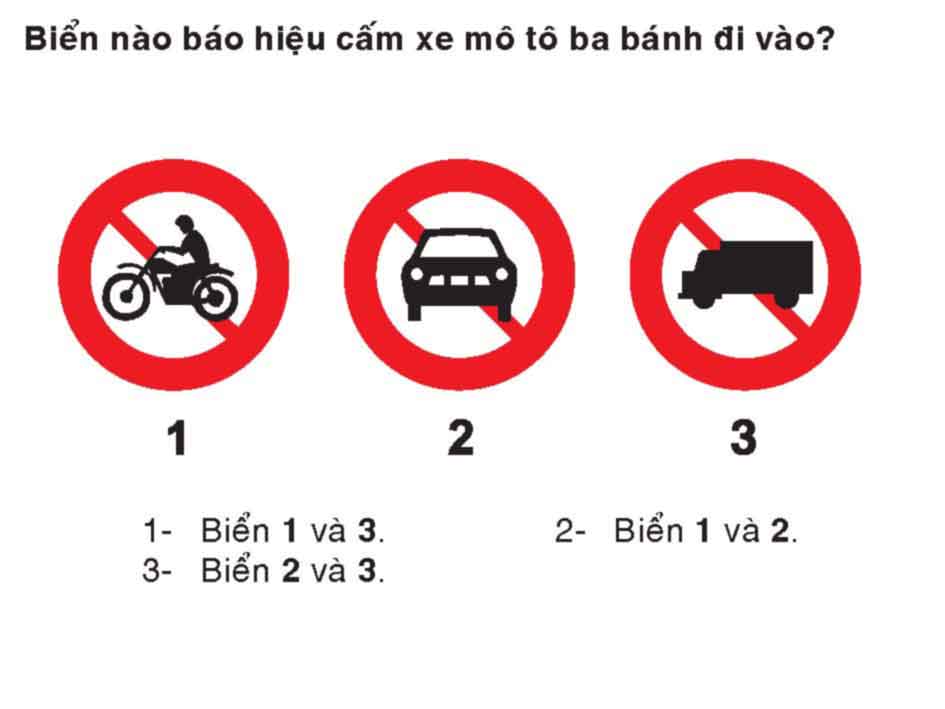 Biển nào báo hiệu cấm xe mô tô ba bánh đi vào?
1 2 3
1- Biển 1 và 3. 2- Biển 1 và 2.
3- Biển 2 và 3.